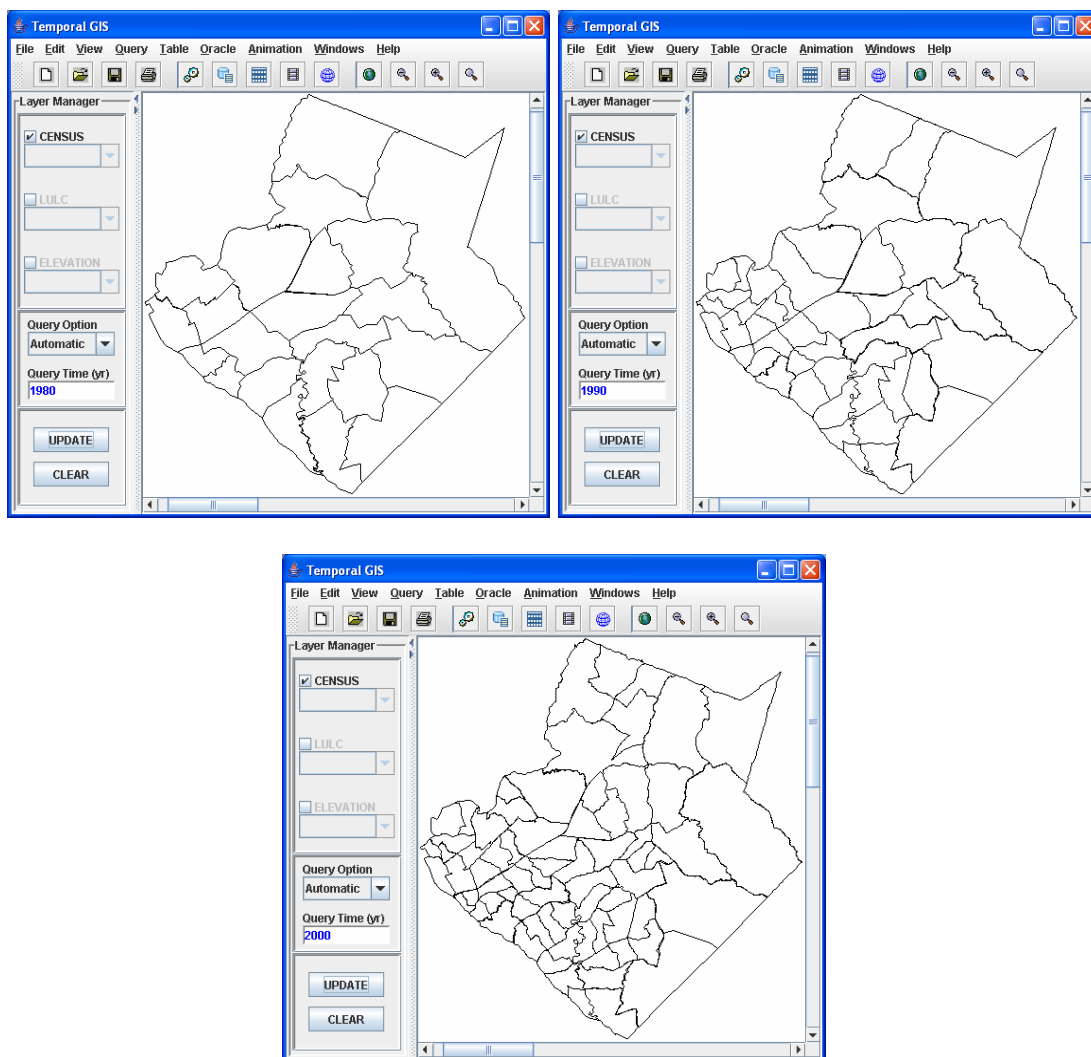 Temporal GIS
File Edit View Query Table Oracle Animation Windows Help
Layer Manager
CENSUS
LULC
ELEVATION
Query Option
Automatic
Query Time (yr)
1980
UPDATE
CLEAR
Temporal GIS
File Edit View Query Table Oracle Animation Windows Help
Layer Manager
CENSUS
LULC
ELEVATION
Query Option
Automatic
Query Time (yr)
1990
UPDATE
CLEAR
Temporal GIS
File Edit View Query Table Oracle Animation Windows Help
Layer Manager
CENSUS
LULC
ELEVATION
Query Option
Automatic
Query Time (yr)
2000
UPDATE
CLEAR